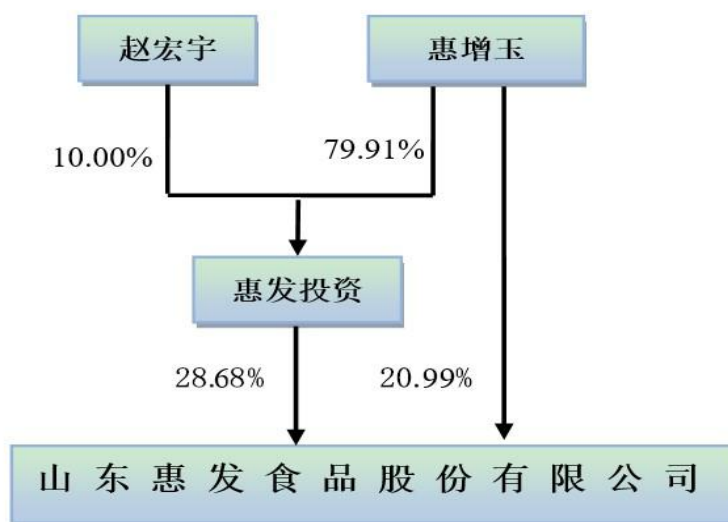 赵宏宇
惠增玉
10.00%
79.91%
惠发投资
28.68%
20.99%
山东惠发食品股份有限公司